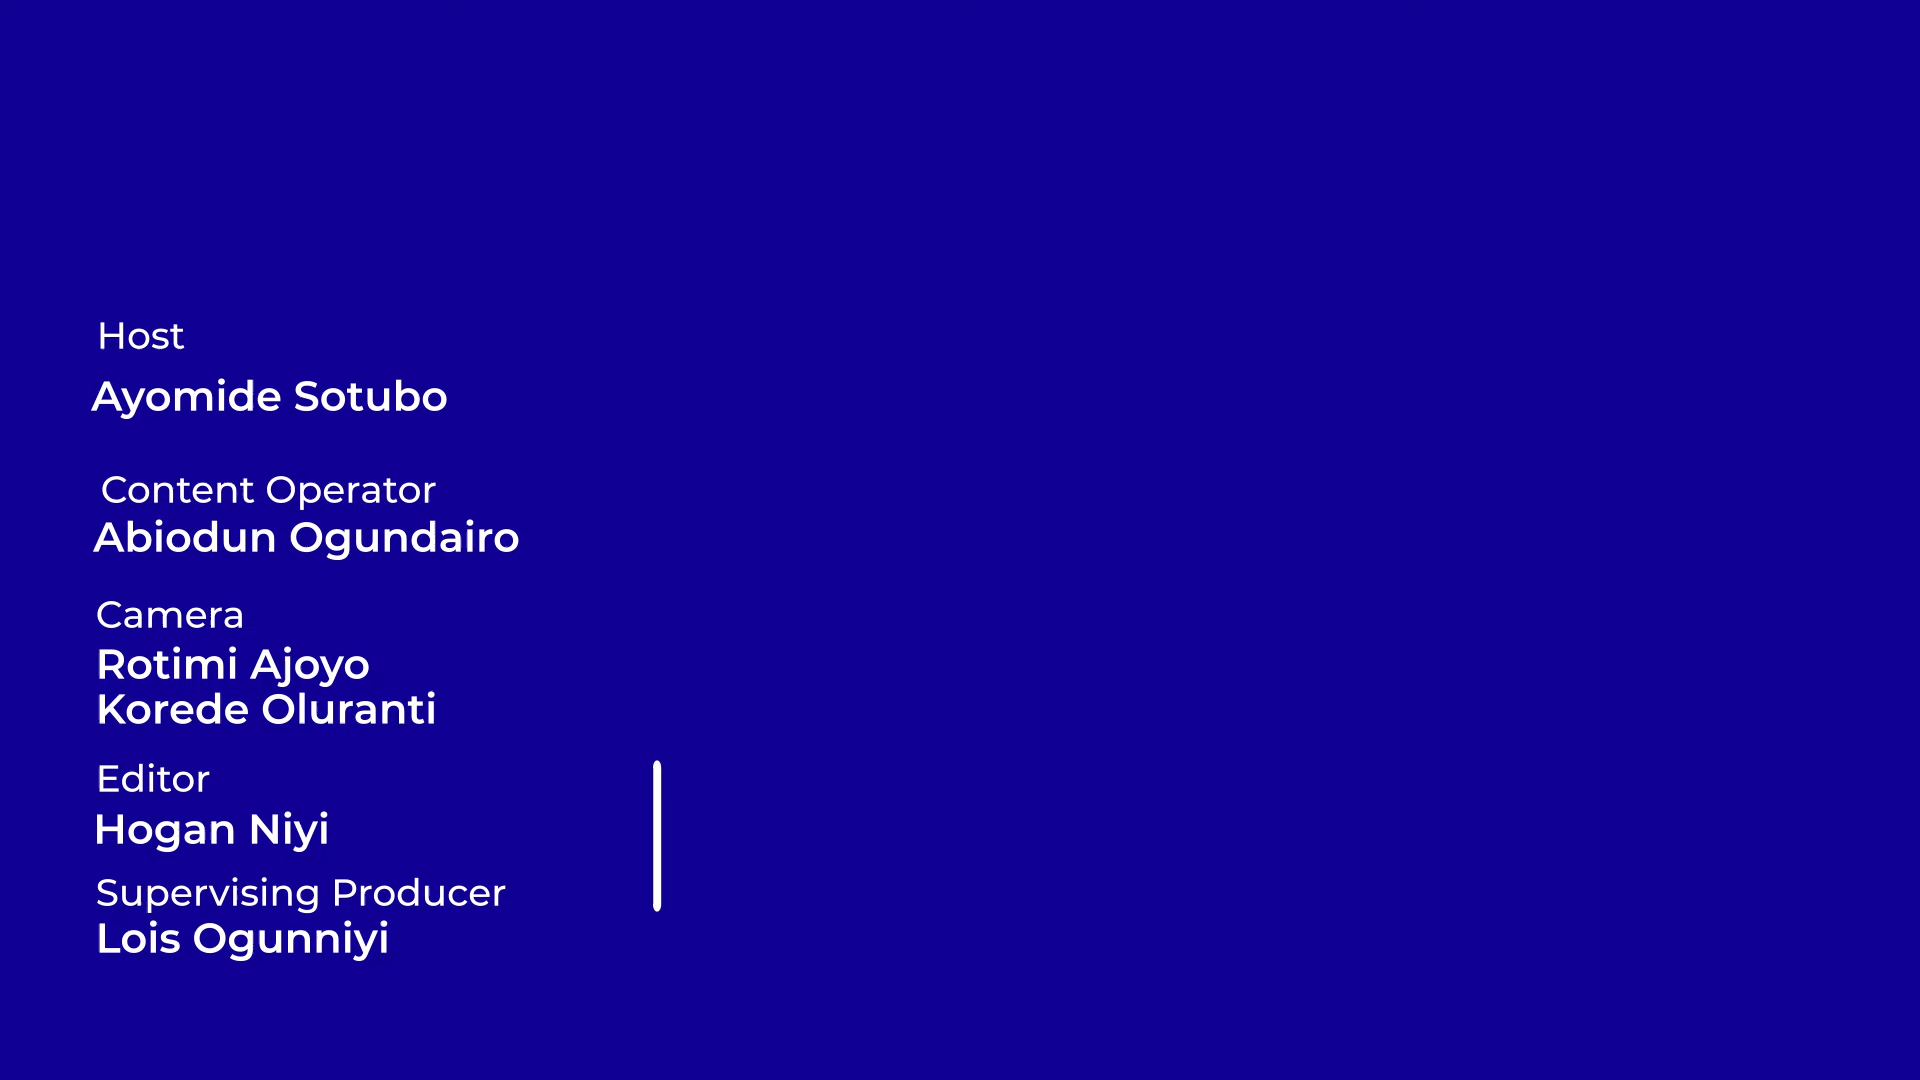 Host
Ayomide Sotubo
Content Operator
Abiodun Ogundairo
Camera
Rotimi Ajoyo
Korede Oluranti
Editor
Hogan Niyi
Supervising Producer
Lois Ogunniyi